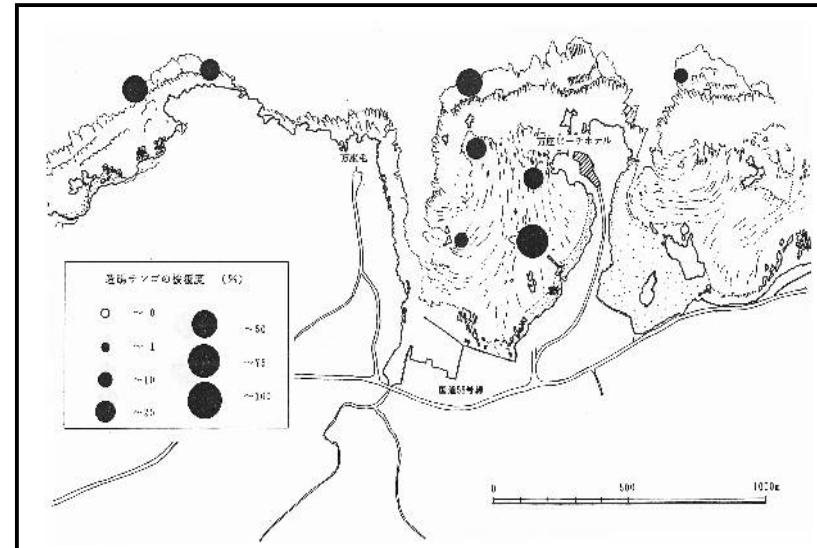 万座ビーチホテル
万座毛
造礁サンゴの被覆度 (%)
~ 0
~ 1
~10
~25
~50
~75
~100
国道58号線
0 500 1000m